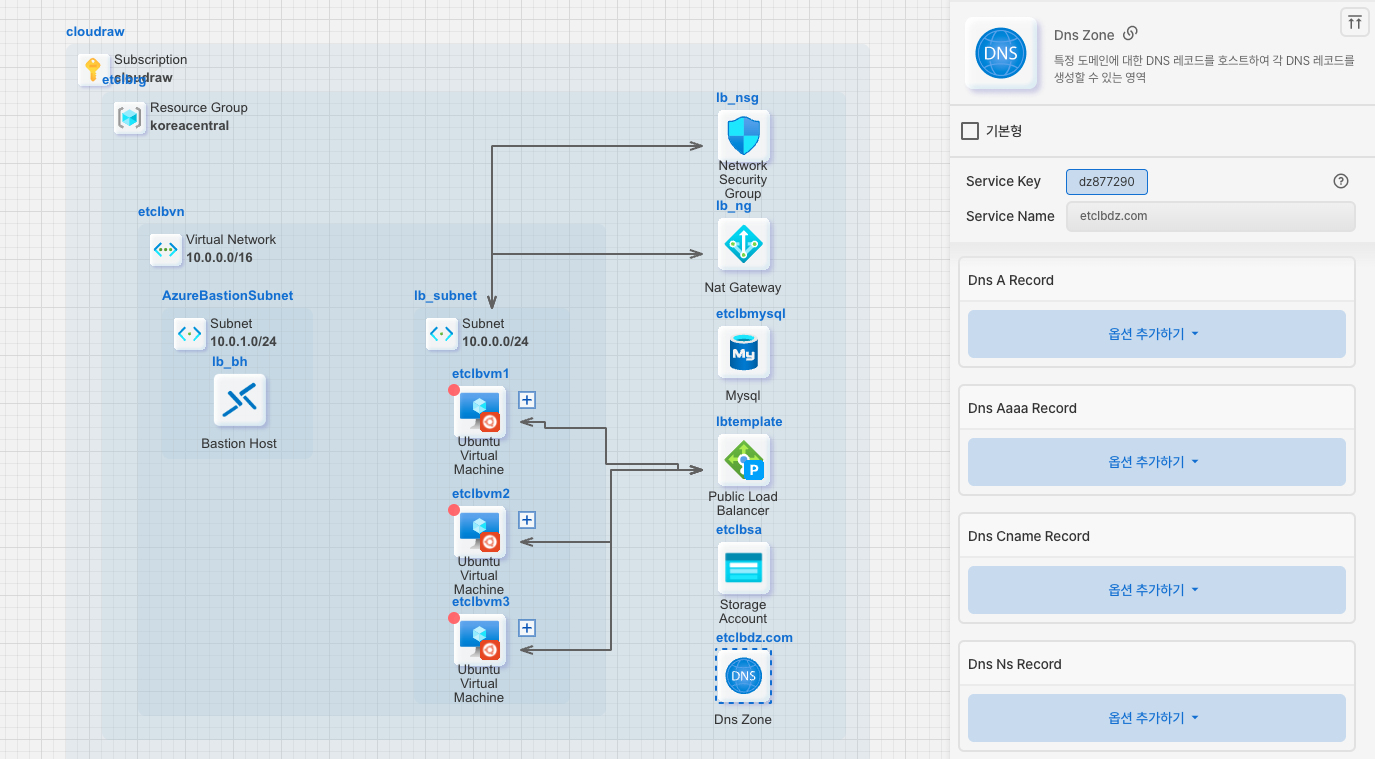 cloudraw
Subscription
cloudraw
etclbrg
Resource Group
koreacentral
etclbvn
Virtual Network
10.0.0.0/16
AzureBastionSubnet
Subnet
10.0.1.0/24
lb_bh
Bastion Host
lb_subnet
Subnet
10.0.0.0/24
etclbvm1
Ubuntu
Virtual
Machine
etclbvm2
Ubuntu
Virtual
Machine
etclbvm3
Ubuntu
Virtual
Machine
lb_nsg
Network
Security
Group
lb_ng
Nat Gateway
etclbmysql
My
Mysql
lbtemplate
P
Public Load
Balancer
etclbsa
Storage
Account
etclbdz.com
DNS
Dns Zone
DNS
Dns Zone
특정 도메인에 대한 DNS 레코드를 호스트하여 각 DNS 레코드를
생성할 수 있는 영역
기본형
Service Key
dz877290
Service Name
etclbdz.com
Dns A Record
옵션 추가하기
Dns Aaaa Record
옵션 추가하기
Dns Cname Record
옵션 추가하기
Dns Ns Record
옵션 추가하기